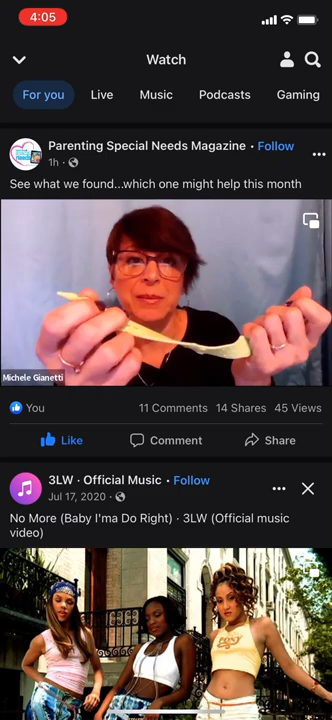 4:05
Watch
For you
Live
Music
Podcasts
Gaming
Parenting Special Needs Magazine • Follow
1h •
See what we found...which one might help this month
Michele Gianetti
You
11 Comments 14 Shares 45 Views
Like
Comment
Share
3LW · Official Music • Follow
Jul 17, 2020 •
No More (Baby I'ma Do Right) · 3LW (Official music
video)